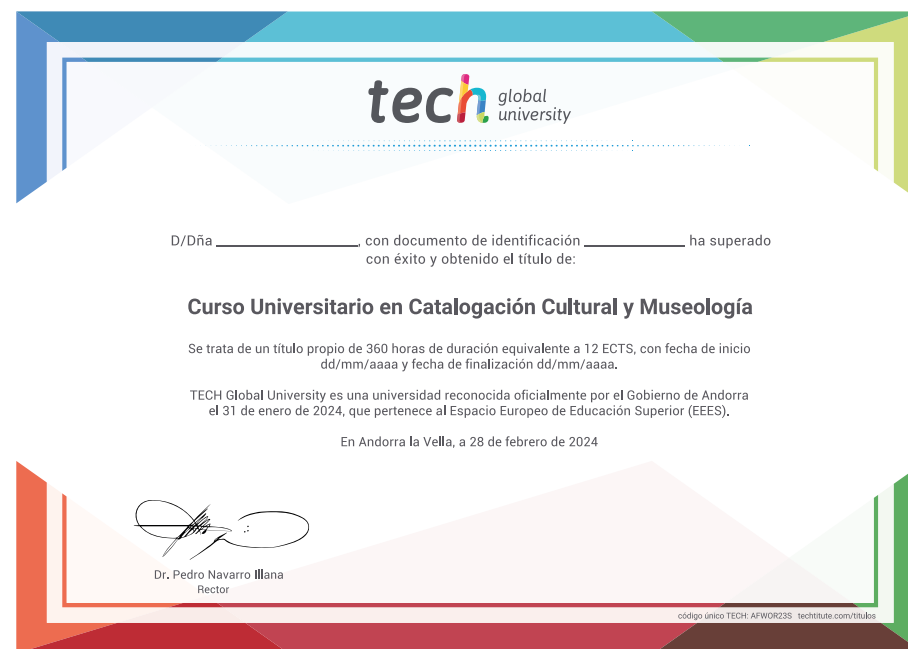 tech global university
D/Dña ____________, con documento de identificación ____________ ha superado
con éxito y obtenido el título de:
Curso Universitario en Catalogación Cultural y Museología
Se trata de un título propio de 360 horas de duración equivalente a 12 ECTS, con fecha de inicio
dd/mm/aaaa y fecha de finalización dd/mm/aaaa.
TECH Global University es una universidad reconocida oficialmente por el Gobierno de Andorra
el 31 de enero de 2024, que pertenece al Espacio Europeo de Educación Superior (EEES).
En Andorra la Vella, a 28 de febrero de 2024
Dr. Pedro Navarro Illana
Rector
código único TECH: AFWOR23S techtitute.com/titulos